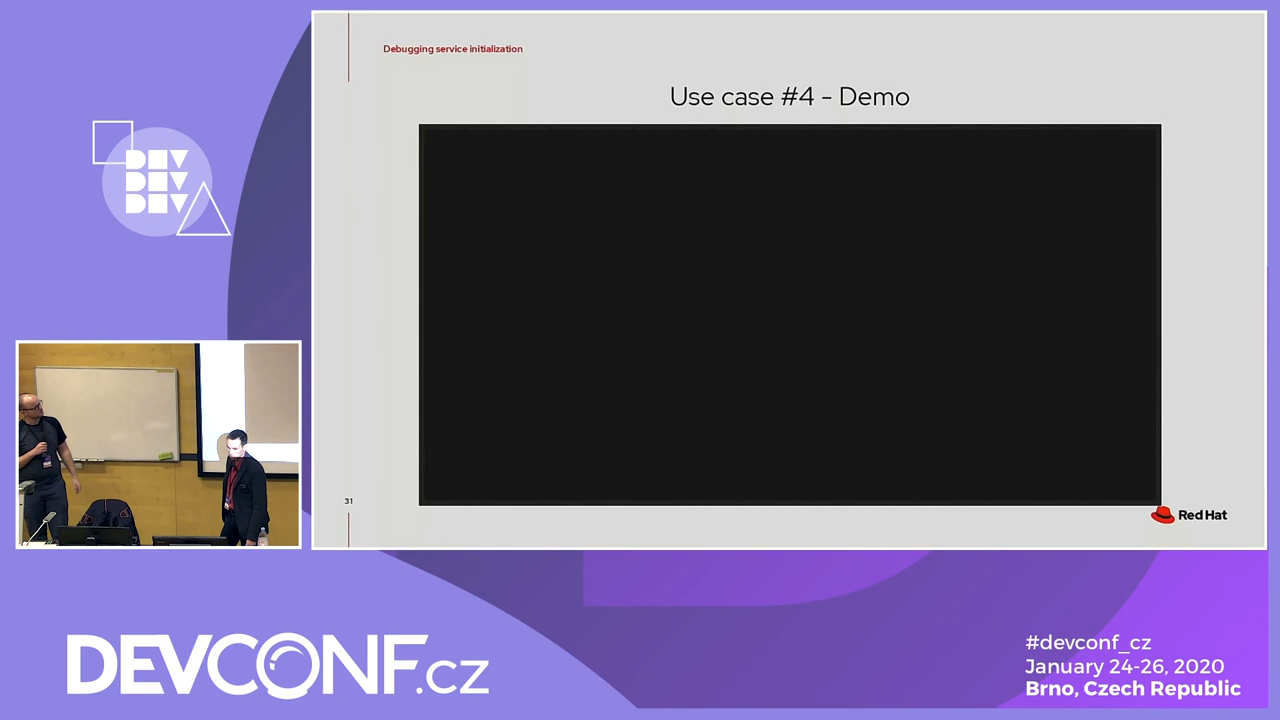 Debugging service initialization
Use case #4 - Demo
DEV
DEV
DEV
31
Red Hat
DEVCONF.cz
#devconf_cz
January 24-26, 2020
Brno, Czech Republic